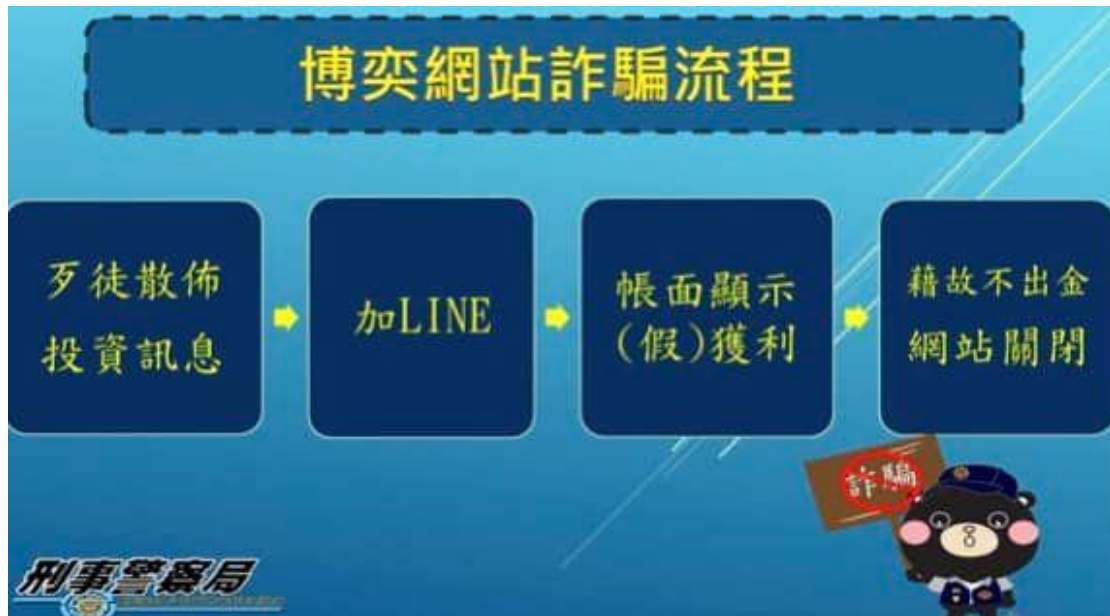 博奕網站詐騙流程
歹徒散佈
投資訊息
加LINE
帳面顯示
(假)獲利
藉故不出金
網站關閉
詐騙
刑事警察局